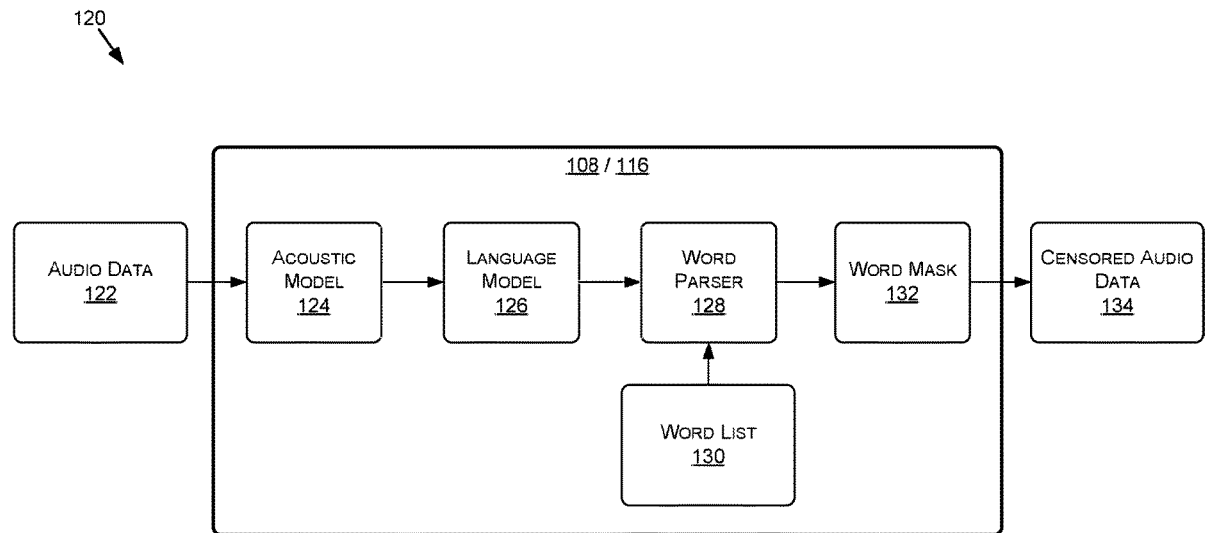 120
108 / 116
AUDIO DATA
122
ACOUSTIC
MODEL
124
LANGUAGE
MODEL
126
WORD
PARSER
128
WORD MASK
132
CENSORED AUDIO
DATA
134
WORD LIST
130